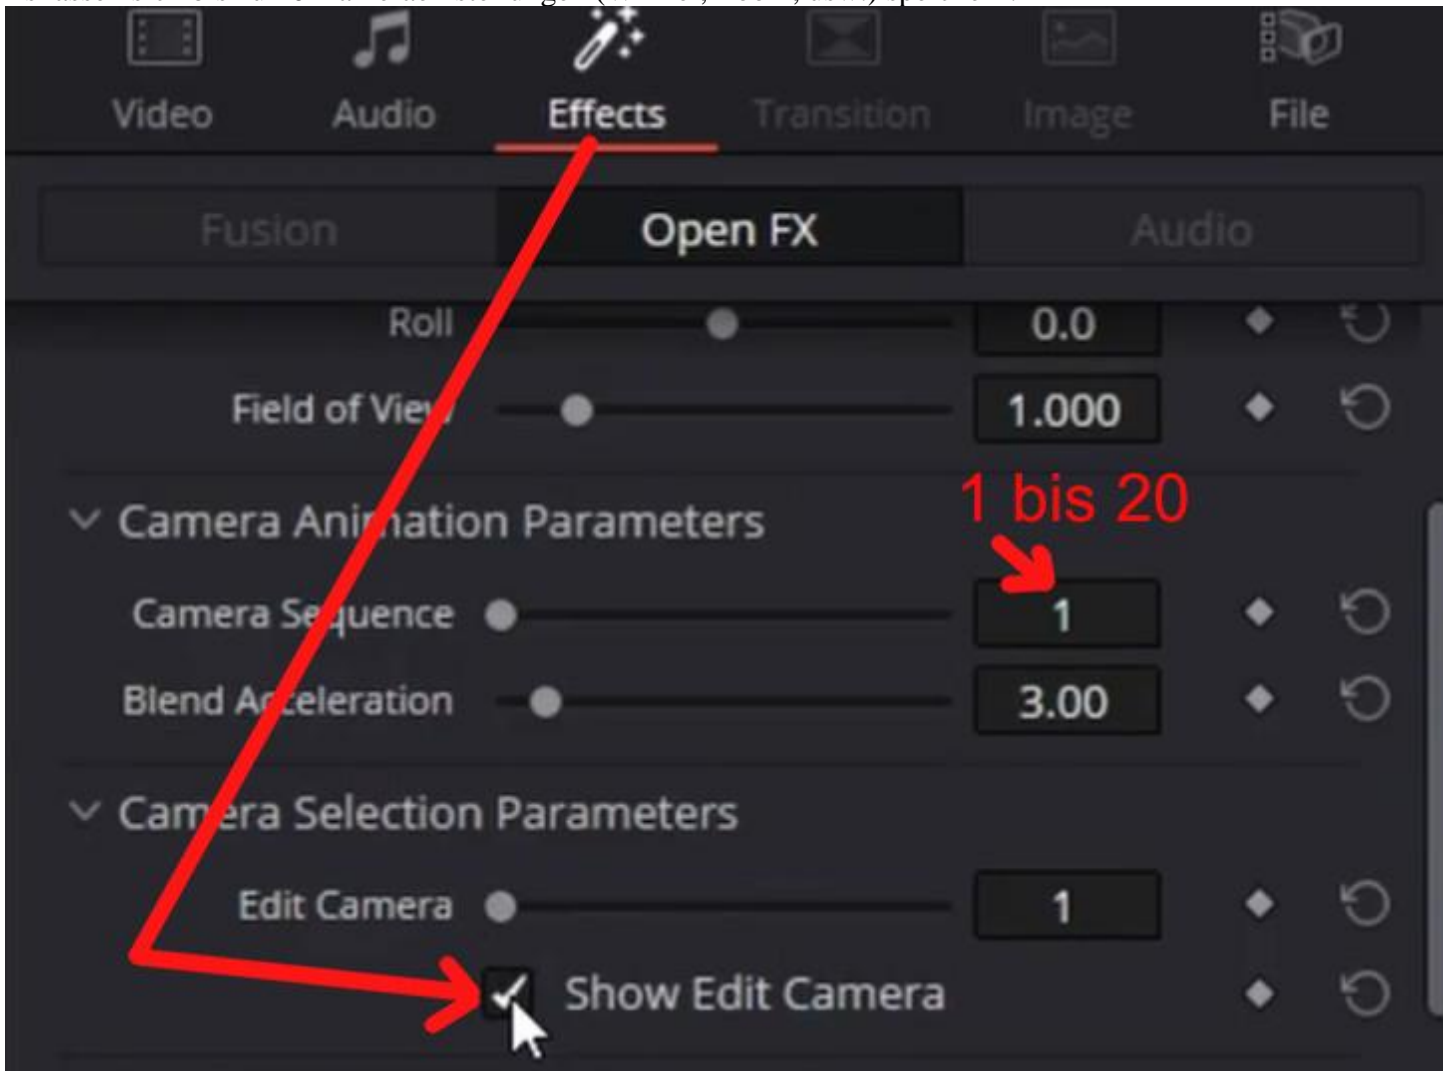 Video Audio Effects Transition Image File
Fusion Open FX Audio
Roll 0.0
Field of View 1.000
1 bis 20
Camera Animation Parameters
Camera Sequence 1
Blend Acceleration 3.00
Camera Selection Parameters
Edit Camera 1
Show Edit Camera